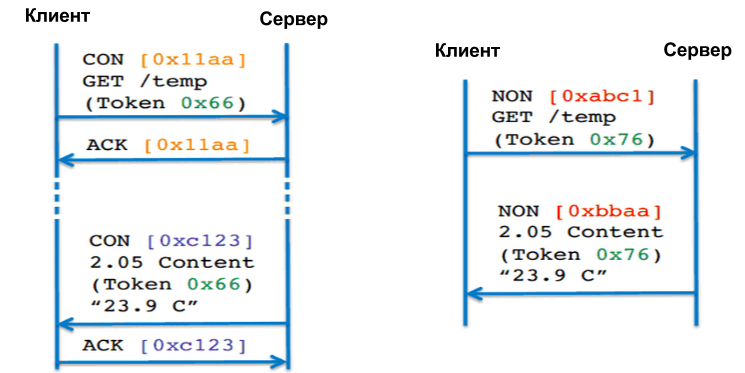 Клиент
Сервер
CON [0x11aa]
GET /temp
(Token 0x66)
ACK [0x11aa]
CON [0xc123]
2.05 Content
(Token 0x66)
“23.9 C”
ACK [0xc123]
Клиент
Сервер
NON [0xabc1]
GET /temp
(Token 0x76)
NON [0xbbaa]
2.05 Content
(Token 0x76)
“23.9 C”